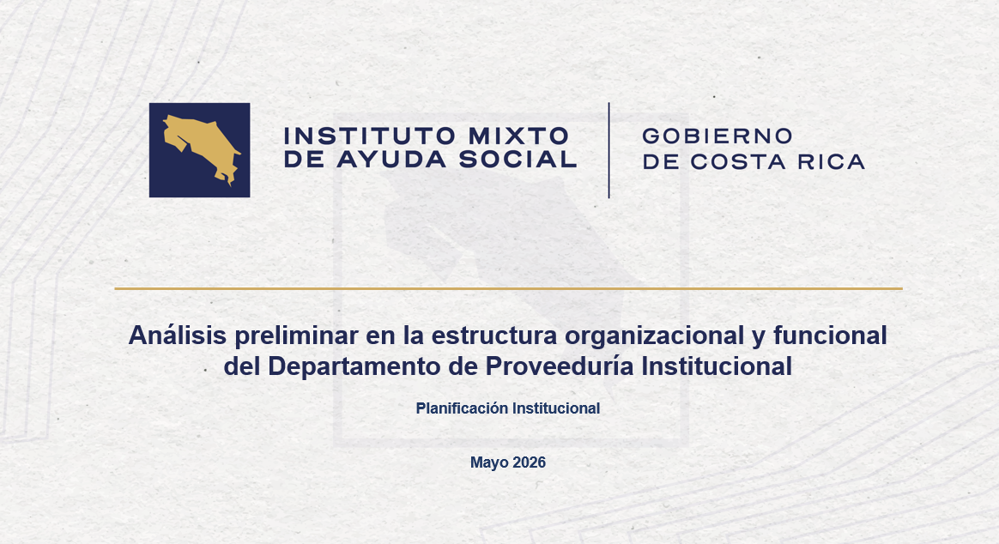 INSTITUTO MIXTO
DE AYUDA SOCIAL
GOBIERNO
DE COSTA RICA
Análisis preliminar en la estructura organizacional y funcional
del Departamento de Proveeduría Institucional
Planificación Institucional
Mayo 2026